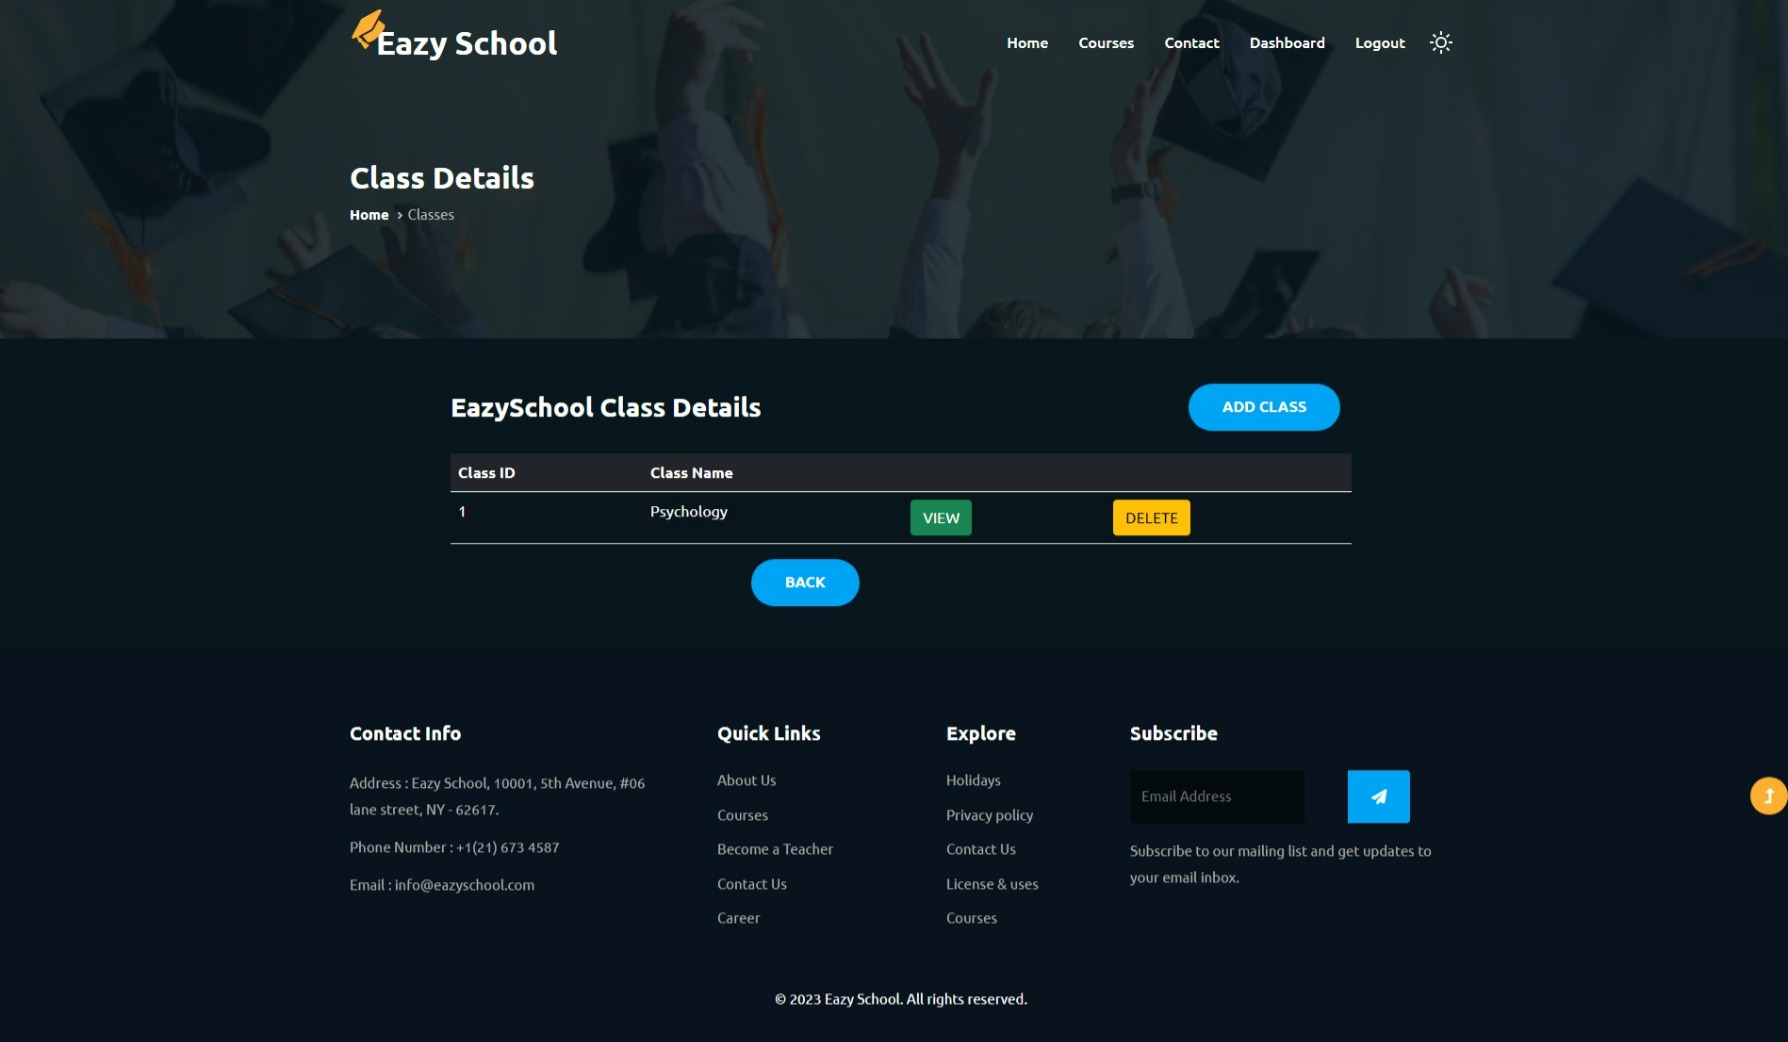 Eazy School
Home Courses Contact Dashboard Logout
Class Details
Home > Classes
EazySchool Class Details
ADD CLASS
Class ID Class Name
1 Psychology VIEW DELETE
BACK
Contact Info
Address : Eazy School, 10001, 5th Avenue, #06
lane street, NY - 62617.
Phone Number : +1(21) 673 4587
Email : info@eazyschool.com
Quick Links
About Us
Courses
Become a Teacher
Contact Us
Career
Explore
Holidays
Privacy policy
Contact Us
License & uses
Courses
Subscribe
Email Address
Subscribe to our mailing list and get updates to
your email inbox.
© 2023 Eazy School. All rights reserved.